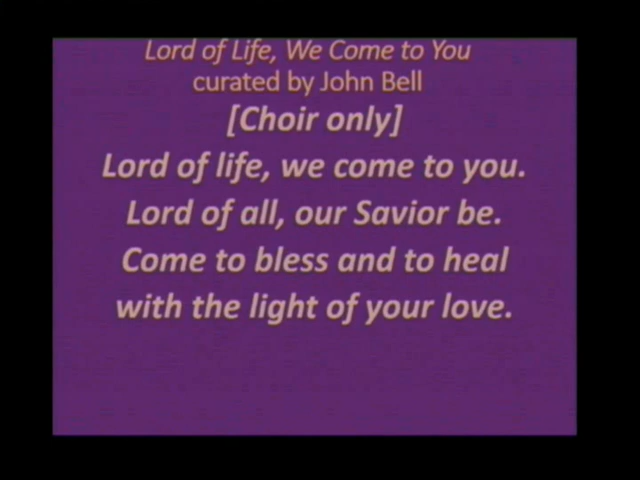 Lord of Life, We Come to You
curated by John Bell
[Choir only]
Lord of life, we come to you.
Lord of all, our Savior be.
Come to bless and to heal
with the light of your love.